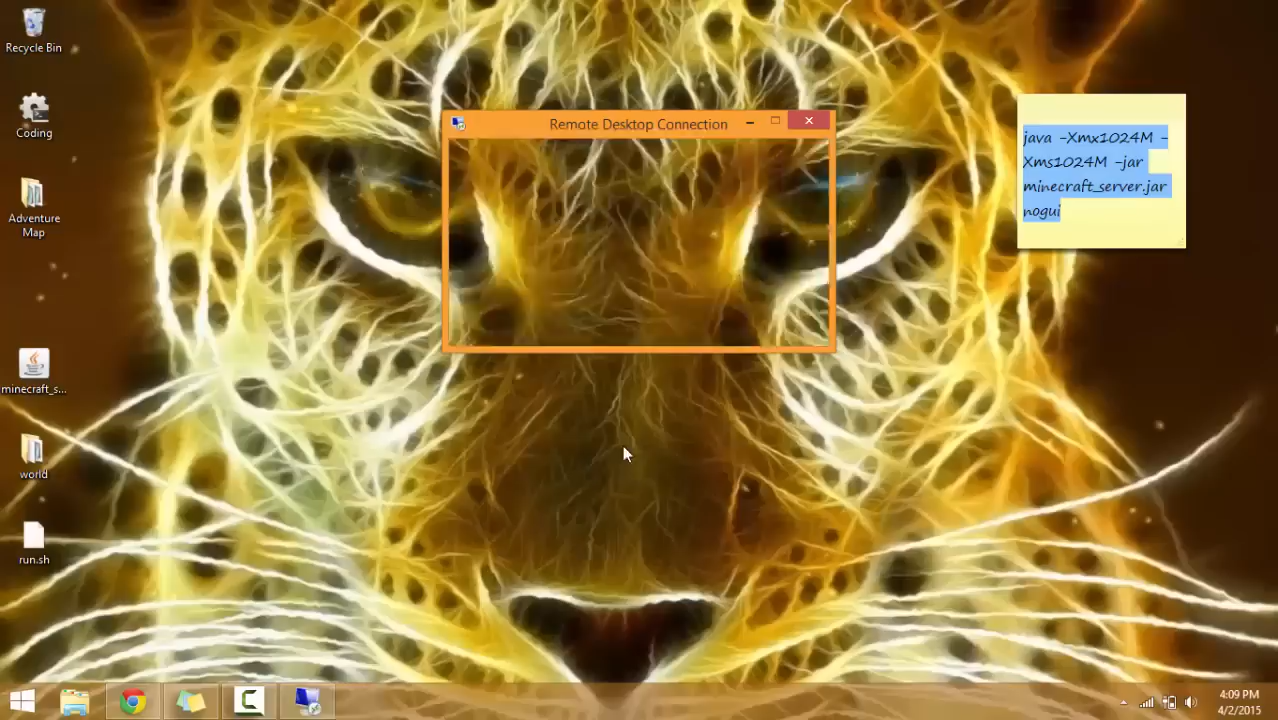 Recycle Bin
Coding
Adventure
Map
minecraft_s...
world
run.sh
Remote Desktop Connection
java -Xmx1024M -
Xms1024M -jar
minecraft_server.jar
nogui
4:09 PM
4/2/2015